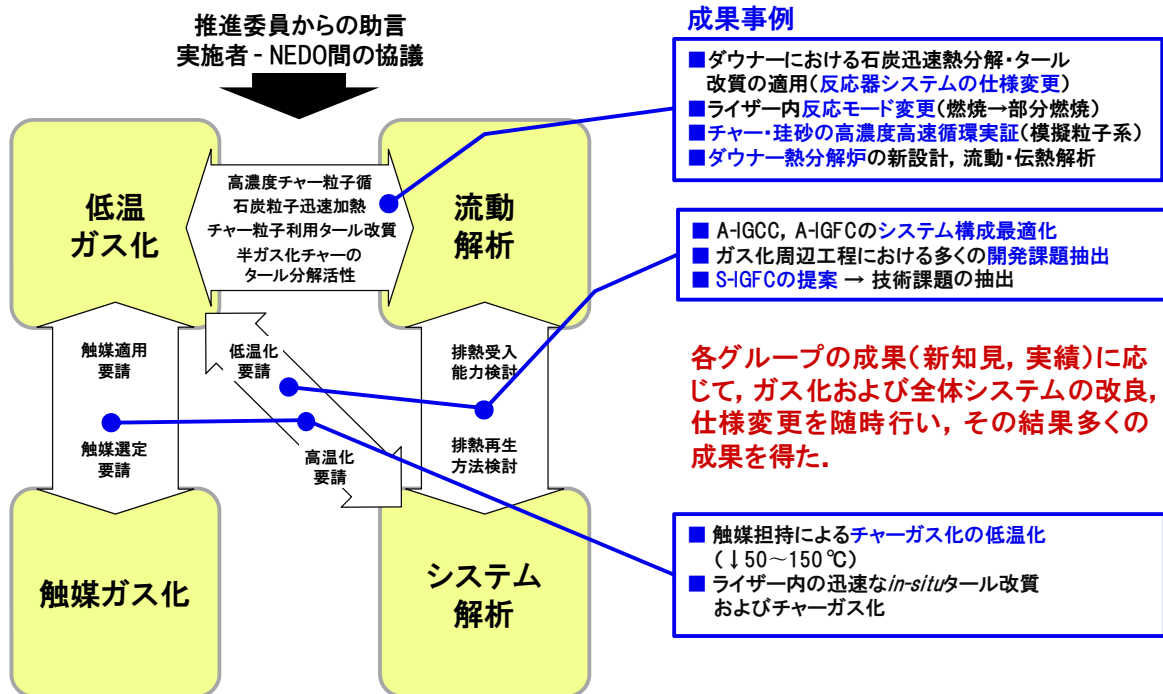 推進委員からの助言
実施者 - NEDO間の協議
成果事例
■ダウナーにおける石炭迅速熱分解・タール
改質の適用（反応器システムの仕様変更）
■ライザー内反応モード変更（燃焼→部分燃焼）
■チャー・珪砂の高濃度高速循環実証（模擬粒子系）
■ダウナー熱分解炉の新設計, 流動・伝熱解析
低温
ガス化
高濃度チャー粒子循
石炭粒子迅速加熱
チャー粒子利用タール改質
半ガス化チャーの
タール分解活性
流動
解析
■ A-IGCC, A-IGFCのシステム構成最適化
■ ガス化周辺工程における多くの開発課題抽出
■ S-IGFCの提案 → 技術課題の抽出
触媒適用
要請
触媒選定
要請
低温化
要請
高温化
要請
排熱受入
能力検討
排熱再生
方法検討
各グループの成果（新知見, 実績）に応
じて, ガス化および全体システムの改良,
仕様変更を随時行い, その結果多くの
成果を得た.
触媒ガス化
システム
解析
■ 触媒担持によるチャーガス化の低温化
（↓50～150 ℃）
■ ライザー内の迅速なin-situタール改質
およびチャーガス化